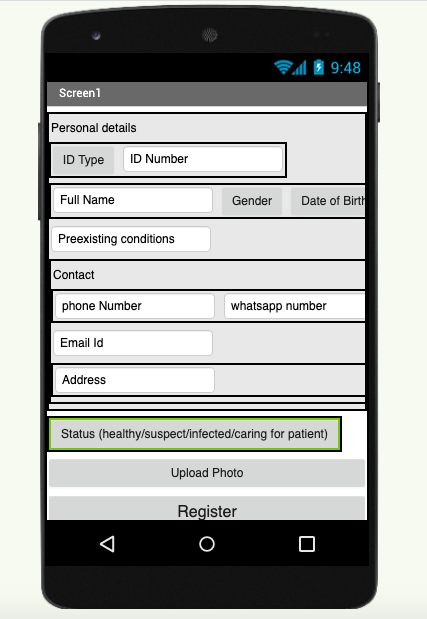 9:48
Screen1
Personal details
ID Type ID Number
Full Name Gender Date of Birth
Preexisting conditions
Contact
phone Number whatsapp number
Email Id
Address
Status (healthy/suspect/infected/caring for patient)
Upload Photo
Register